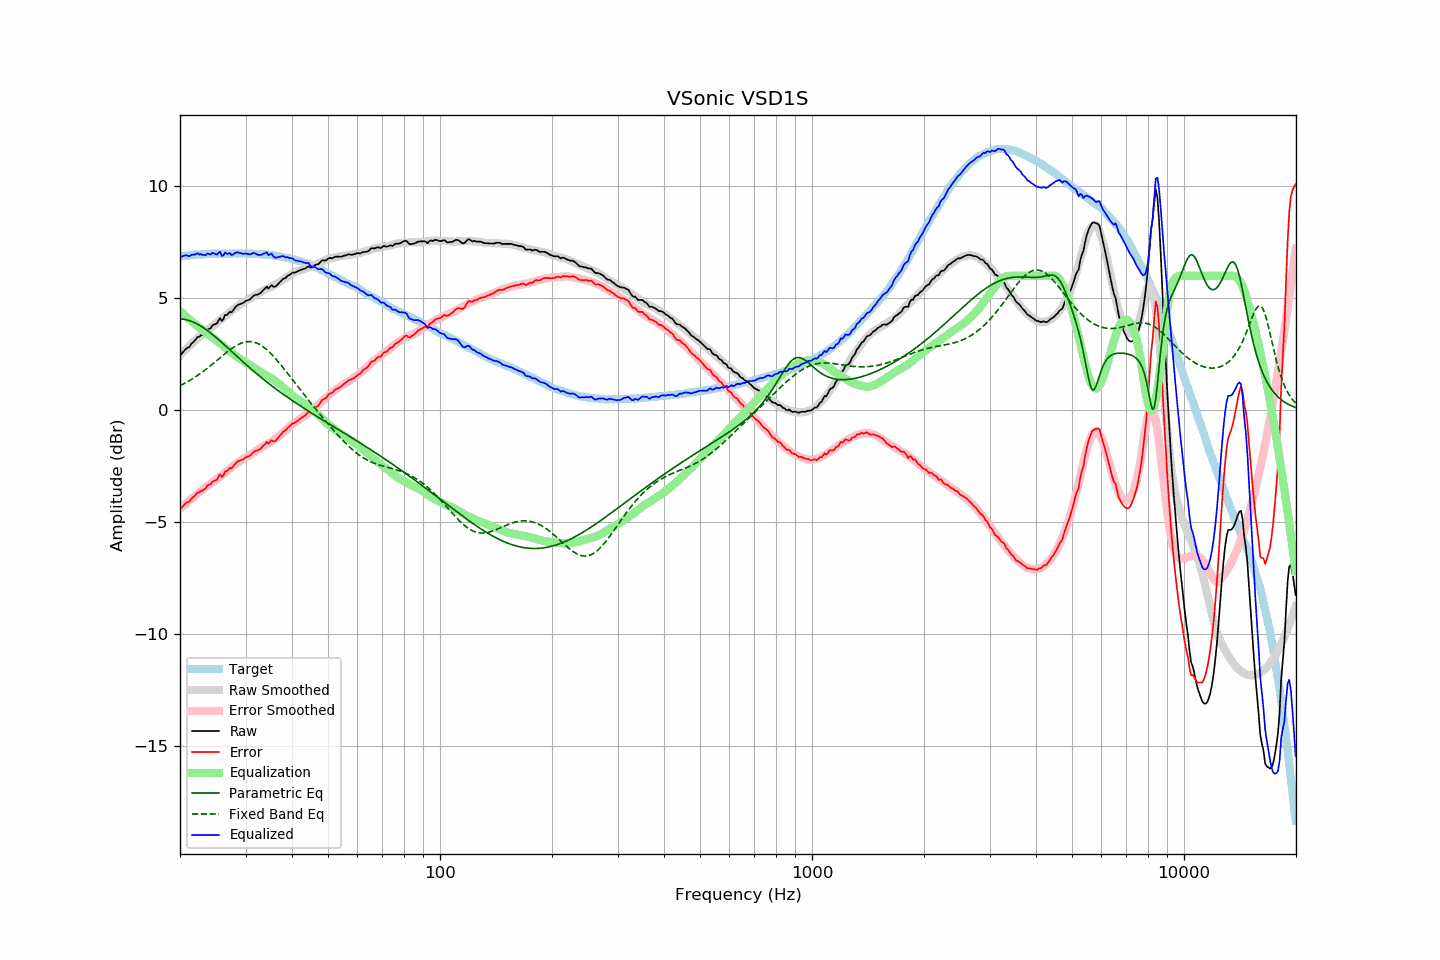 VSonic VSD1S
Amplitude (dBr)
10
5
0
−5
−10
−15
Target
Raw Smoothed
Error Smoothed
Raw
Error
Equalization
Parametric Eq
Fixed Band Eq
Equalized
100
1000
10000
Frequency (Hz)